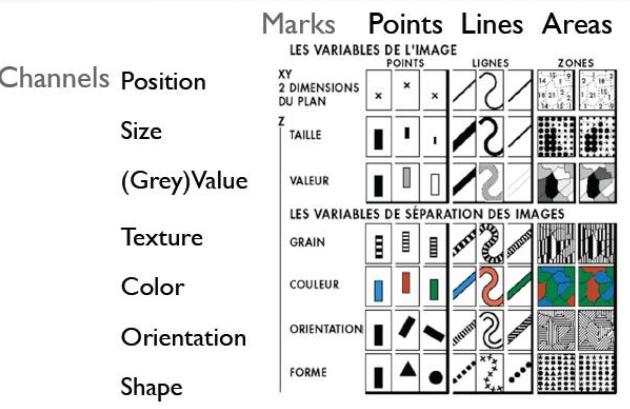 Marks Points Lines Areas
LES VARIABLES DE L'IMAGE
POINTS LIGNES ZONES
Channels Position
XY
2 DIMENSIONS
DU PLAN
Z
Size TAILLE
(Grey)Value VALEUR
LES VARIABLES DE SÉPARATION DES IMAGES
Texture GRAIN
Color COULEUR
Orientation ORIENTATION
Shape FORME